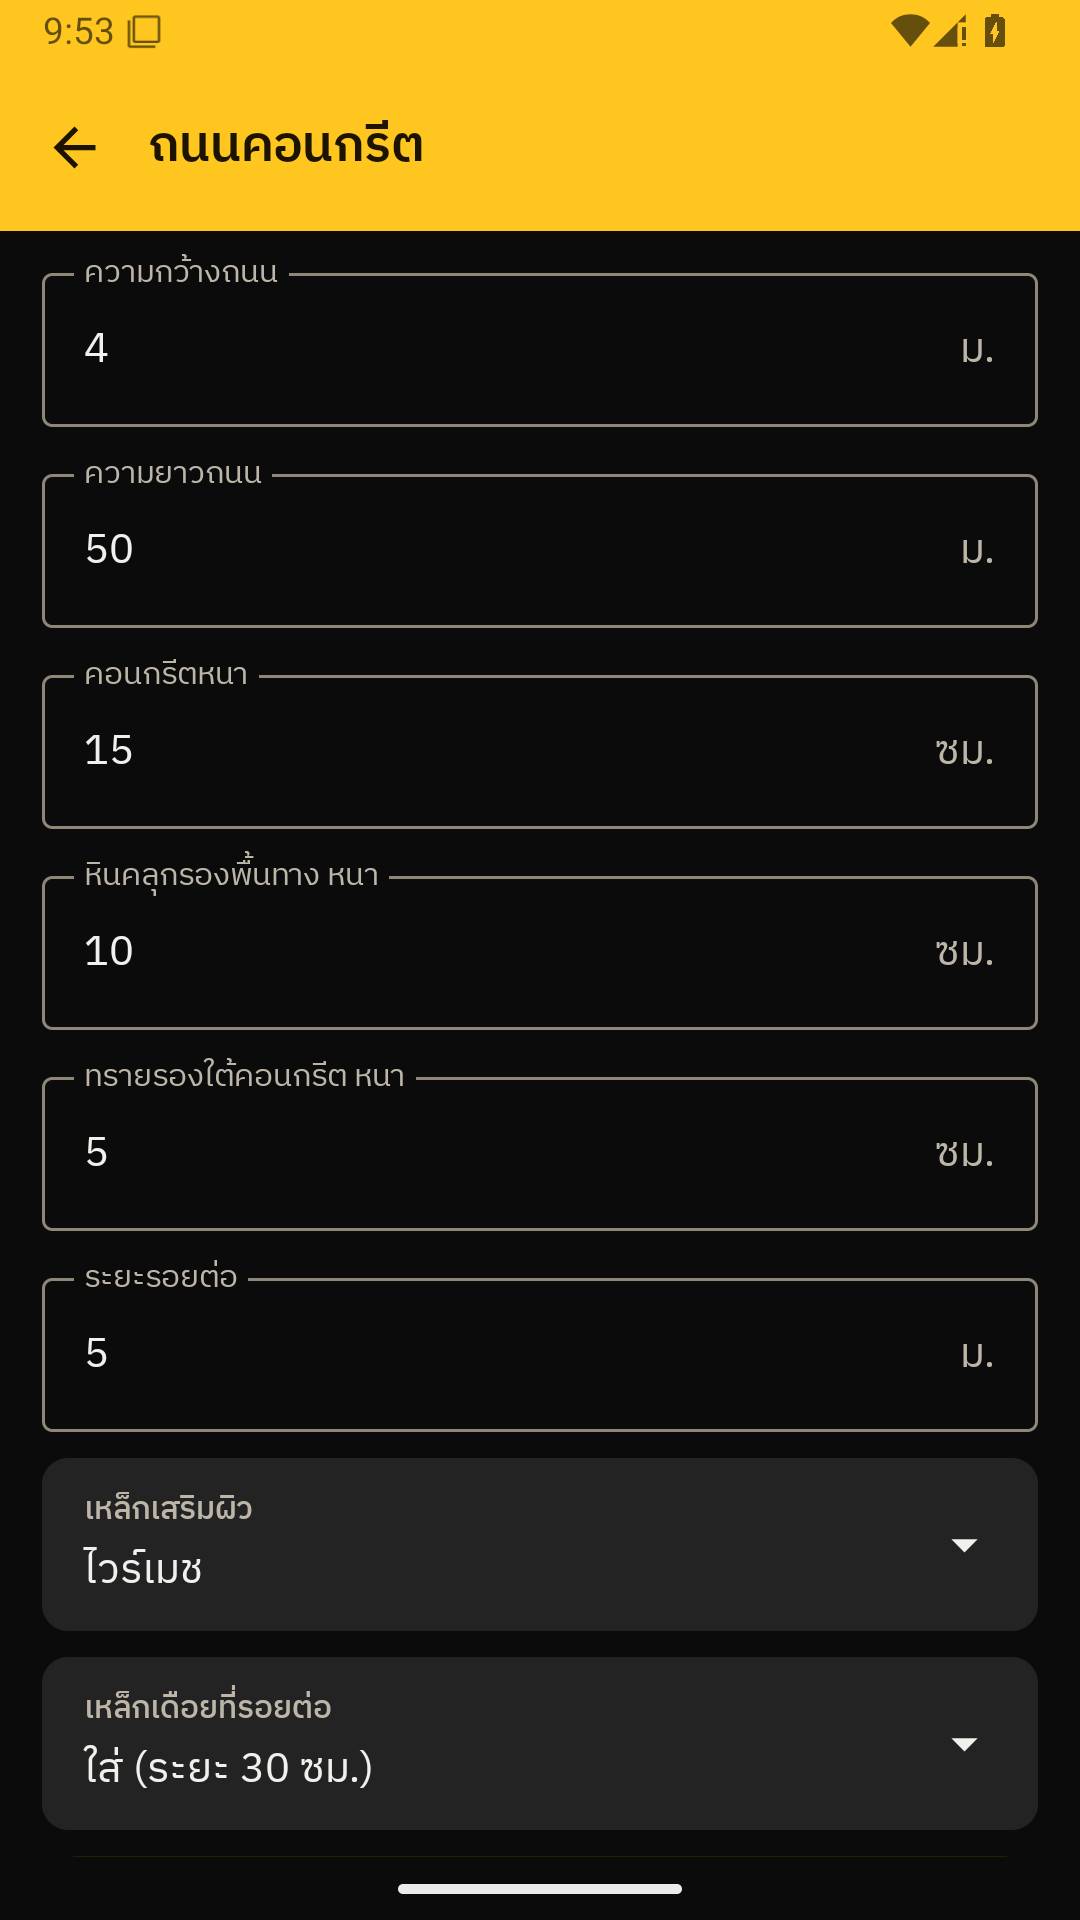 9:53
ถนนคอนกรีต
ความกว้างถนน
4 ม.
ความยาวถนน
50 ม.
คอนกรีตหนา
15 ซม.
หินคลุกรองพื้นทาง หนา
10 ซม.
ทรายรองใต้คอนกรีต หนา
5 ซม.
ระยะรอยต่อ
5 ม.
เหล็กเสริมผิว
ไวร์เมช
เหล็กเดือยที่รอยต่อ
ใส่ (ระยะ 30 ซม.)